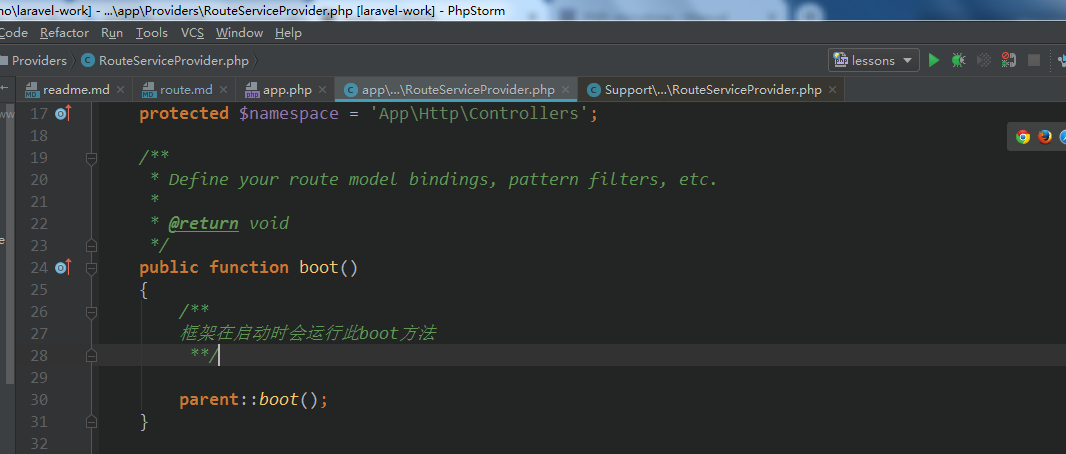 no\laravel-work] - ...\app\Providers\RouteServiceProvider.php [laravel-work] - PhpStorm
Code Refactor Run Tools VCS Window Help
Providers RouteServiceProvider.php lessons
readme.md route.md app.php app\...\RouteServiceProvider.php Support\...\RouteServiceProvider.php
17 protected $namespace = 'App\Http\Controllers';
18
19 /**
20 * Define your route model bindings, pattern filters, etc.
21 *
22 * @return void
23 */
24 public function boot()
25 {
26 /**
27 框架在启动时会运行此boot方法
28 **/
29
30 parent::boot();
31 }
32